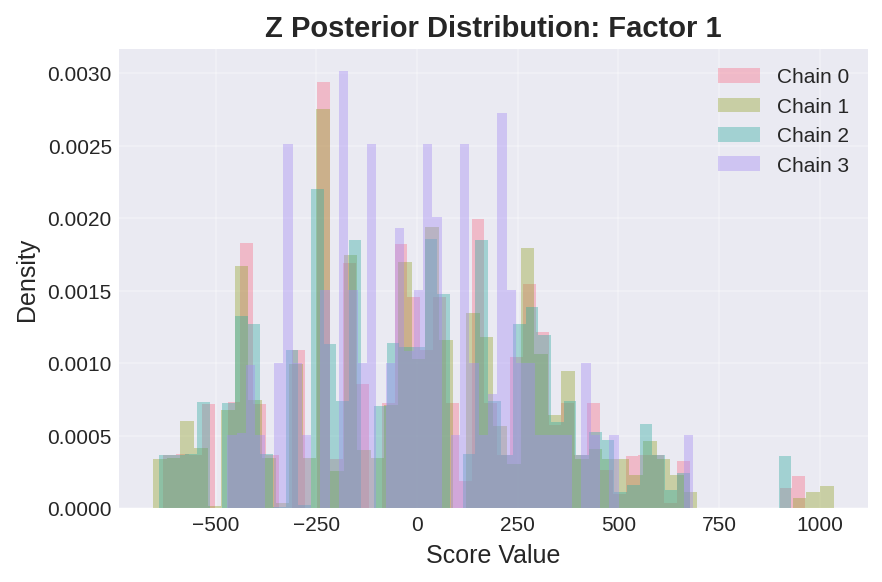 Z Posterior Distribution: Factor 1
Chain 0
Chain 1
Chain 2
Chain 3
0.0030
0.0025
0.0020
0.0015
0.0010
0.0005
0.0000
Density
−500
−250
0
250
500
750
1000
Score Value